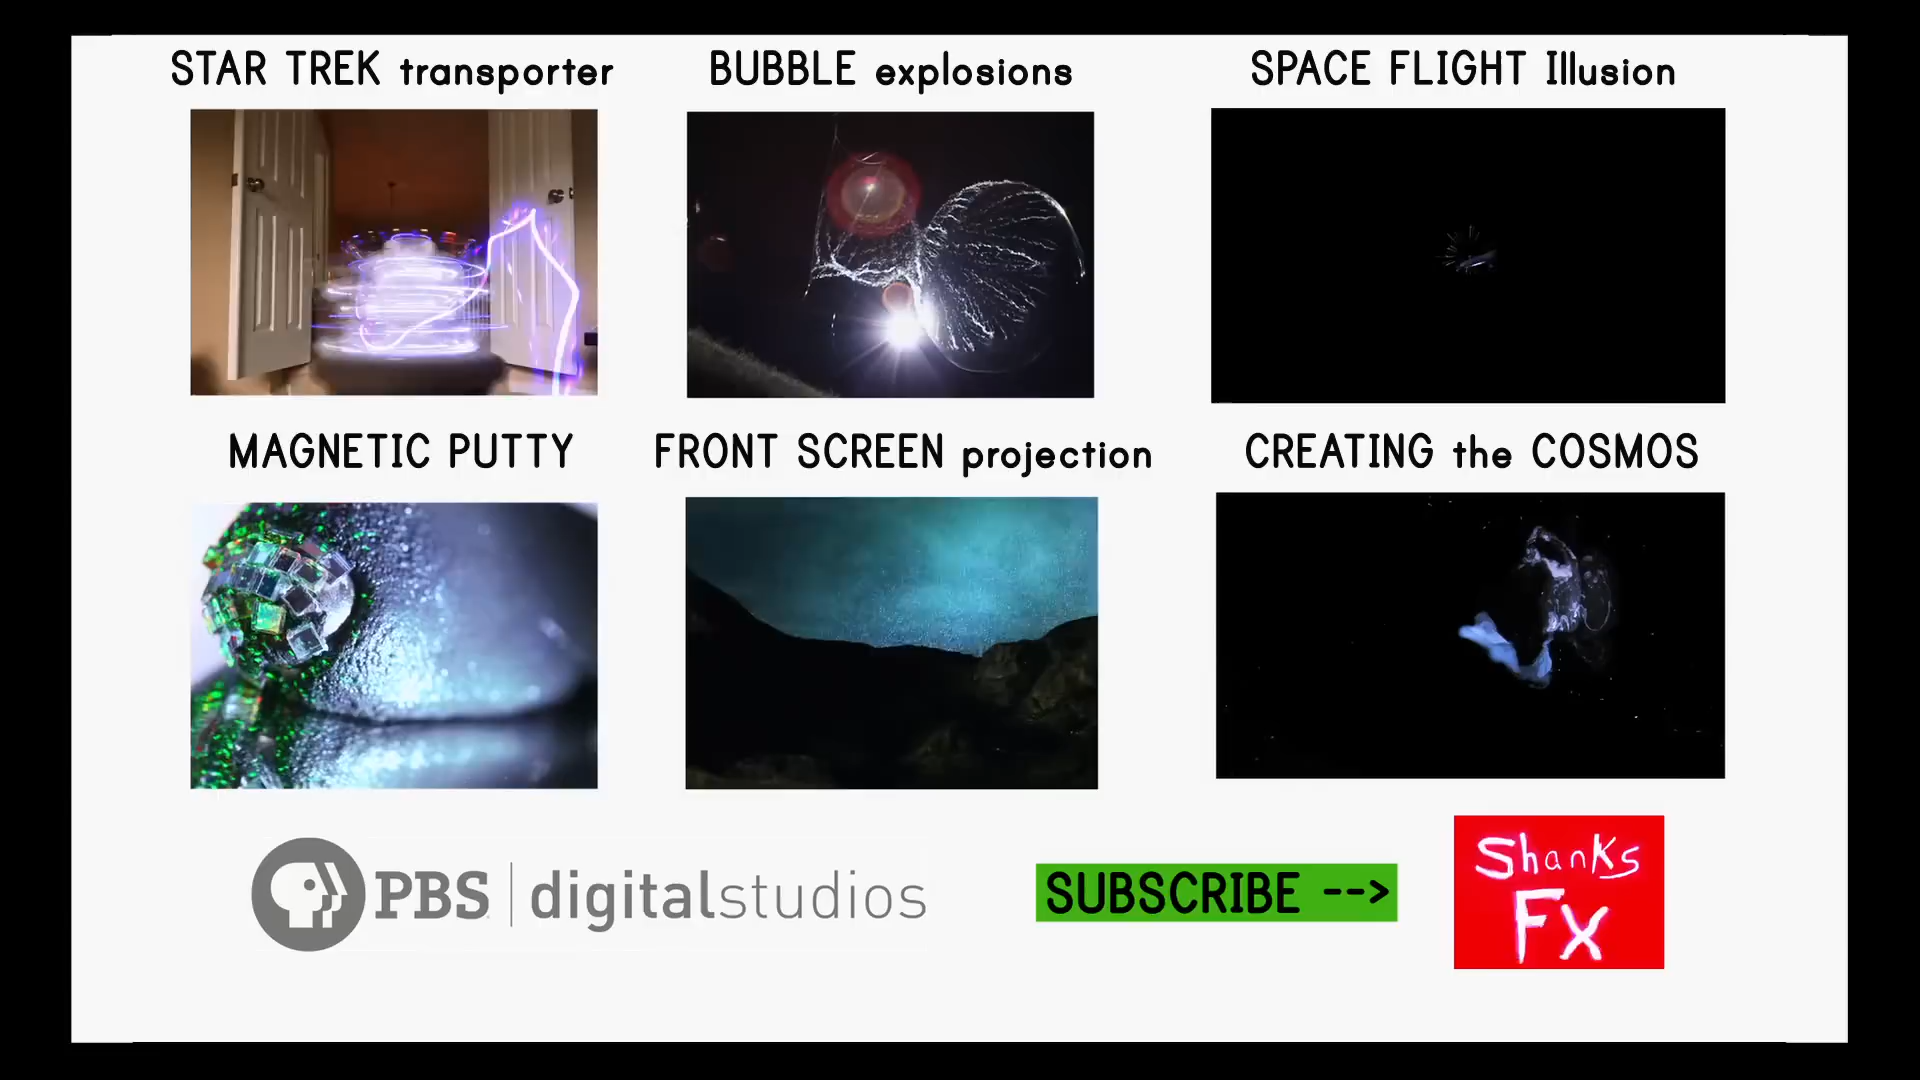 STAR TREK transporter
BUBBLE explosions
SPACE FLIGHT Illusion
MAGNETIC PUTTY
FRONT SCREEN projection
CREATING the COSMOS
PBS | digitalstudios
SUBSCRIBE -->
Shanks
FX